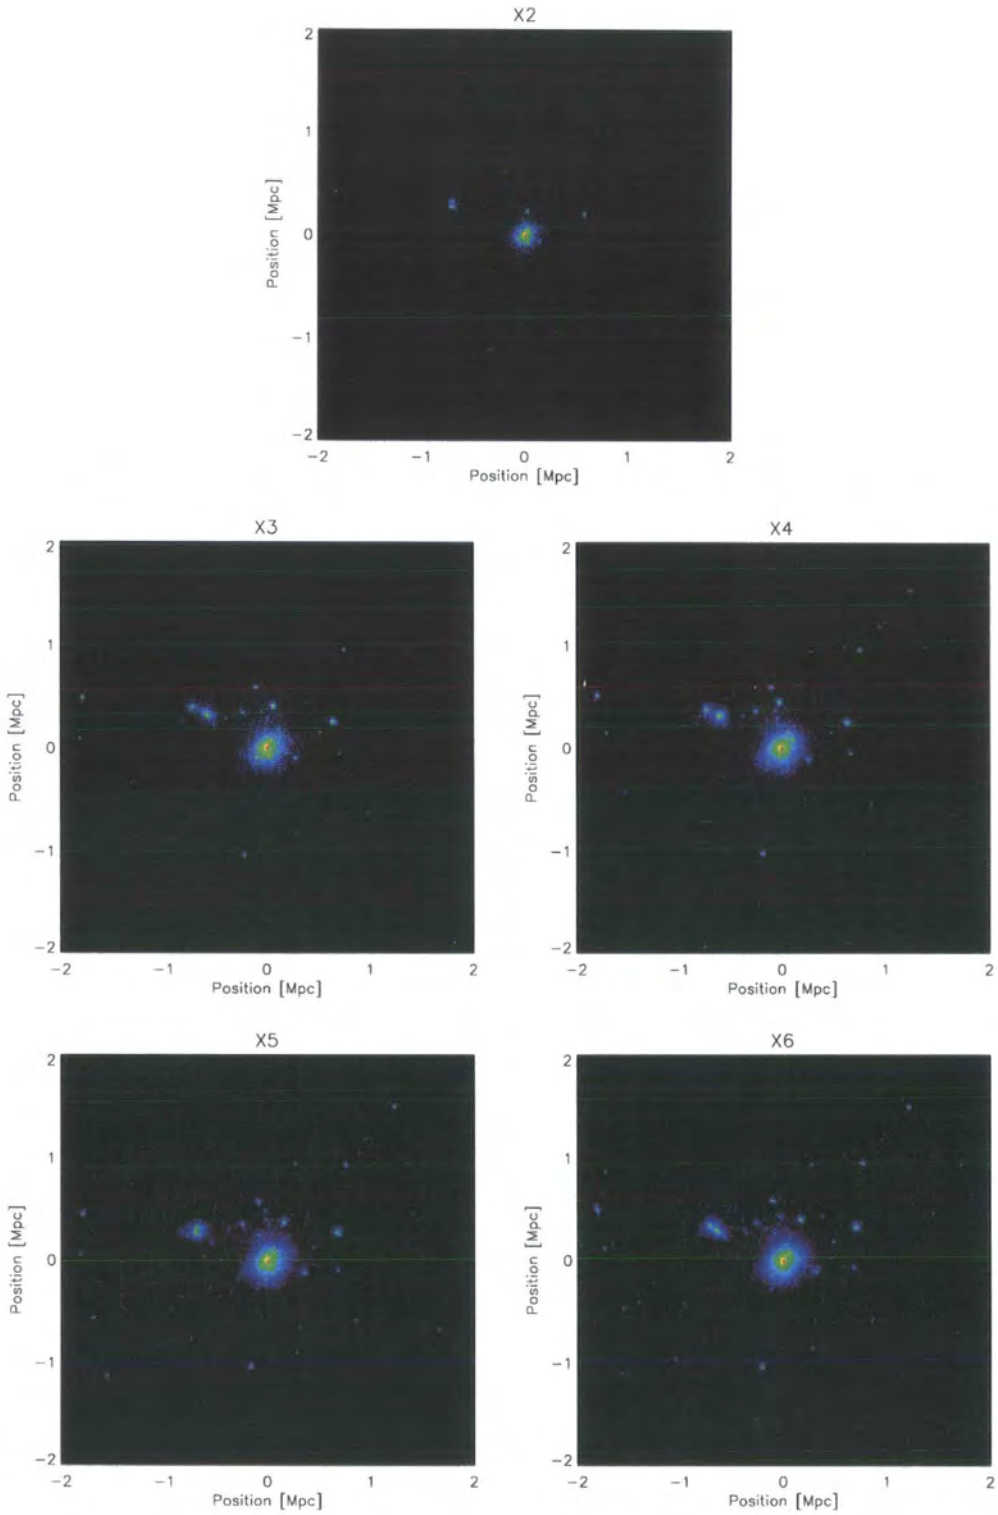 X2
2
1
0
−1
−2
Position [Mpc]
−2 −1 0 1 2
Position [Mpc]
X3 X4
2 2
1 1
0 0
−1 −1
−2 −2
Position [Mpc] Position [Mpc]
−2 −1 0 1 2 −2 −1 0 1 2
Position [Mpc] Position [Mpc]
X5 X6
2 2
1 1
0 0
−1 −1
−2 −2
Position [Mpc] Position [Mpc]
−2 −1 0 1 2 −2 −1 0 1 2
Position [Mpc] Position [Mpc]